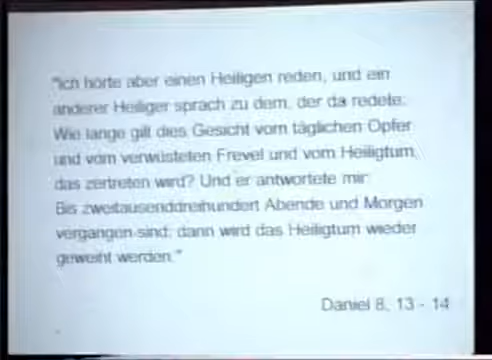 "Ich hörte aber einen Heiligen reden, und ein
anderer Heiliger sprach zu dem, der da redete:
Wie lange gilt dies Gesicht vom täglichen Opfer
und vom verwüsteten Frevel und vom Heiligtum,
das zertreten wird? Und er antwortete mir:
Bis zweitausenddreihundert Abende und Morgen
vergangen sind; dann wird das Heiligtum wieder
geweiht werden."
Daniel 8, 13 - 14